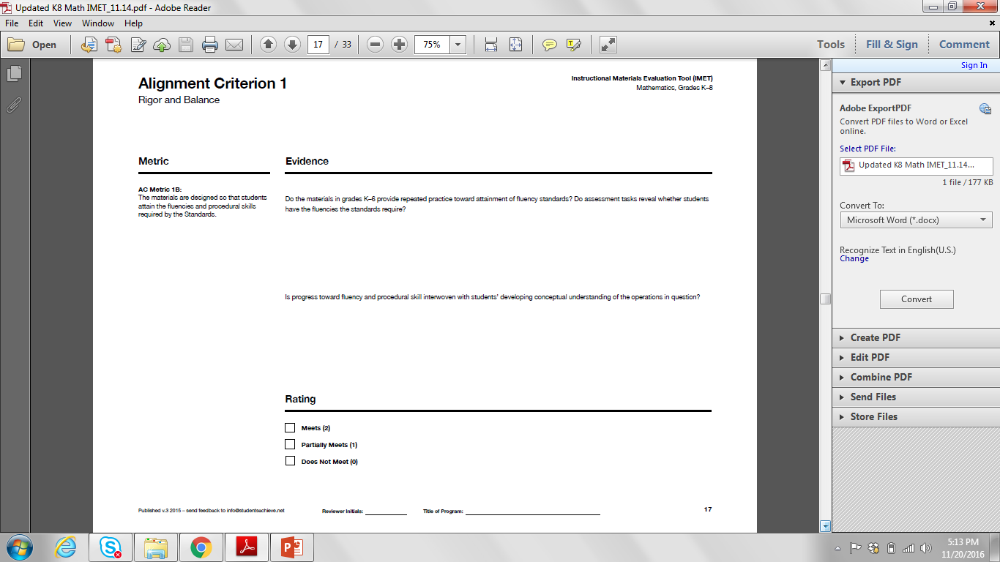 Updated K8 Math IMET_11.14.pdf - Adobe Reader
File Edit View Window Help
Open 17 / 33 75% Tools Fill & Sign Comment
Sign In
Alignment Criterion 1
Rigor and Balance
Instructional Materials Evaluation Tool (IMET)
Mathematics, Grades K–8
Metric
AC Metric 1B:
The materials are designed so that students
attain the fluencies and procedural skills
required by the Standards.
Evidence
Do the materials in grades K–6 provide repeated practice toward attainment of fluency standards? Do assessment tasks reveal whether students
have the fluencies the standards require?
Is progress toward fluency and procedural skill interwoven with students' developing conceptual understanding of the operations in question?
Rating
Meets (2)
Partially Meets (1)
Does Not Meet (0)
Published v.3 2015 – send feedback to info@studentsachieve.net Reviewer Initials: Title of Program: 17
Export PDF
Adobe ExportPDF
Convert PDF files to Word or Excel
online.
Select PDF File:
Updated K8 Math IMET_11.14...
1 file / 177 KB
Convert To:
Microsoft Word (*.docx)
Recognize Text in English(U.S.)
Change
Convert
Create PDF
Edit PDF
Combine PDF
Send Files
Store Files
5:13 PM
11/20/2016